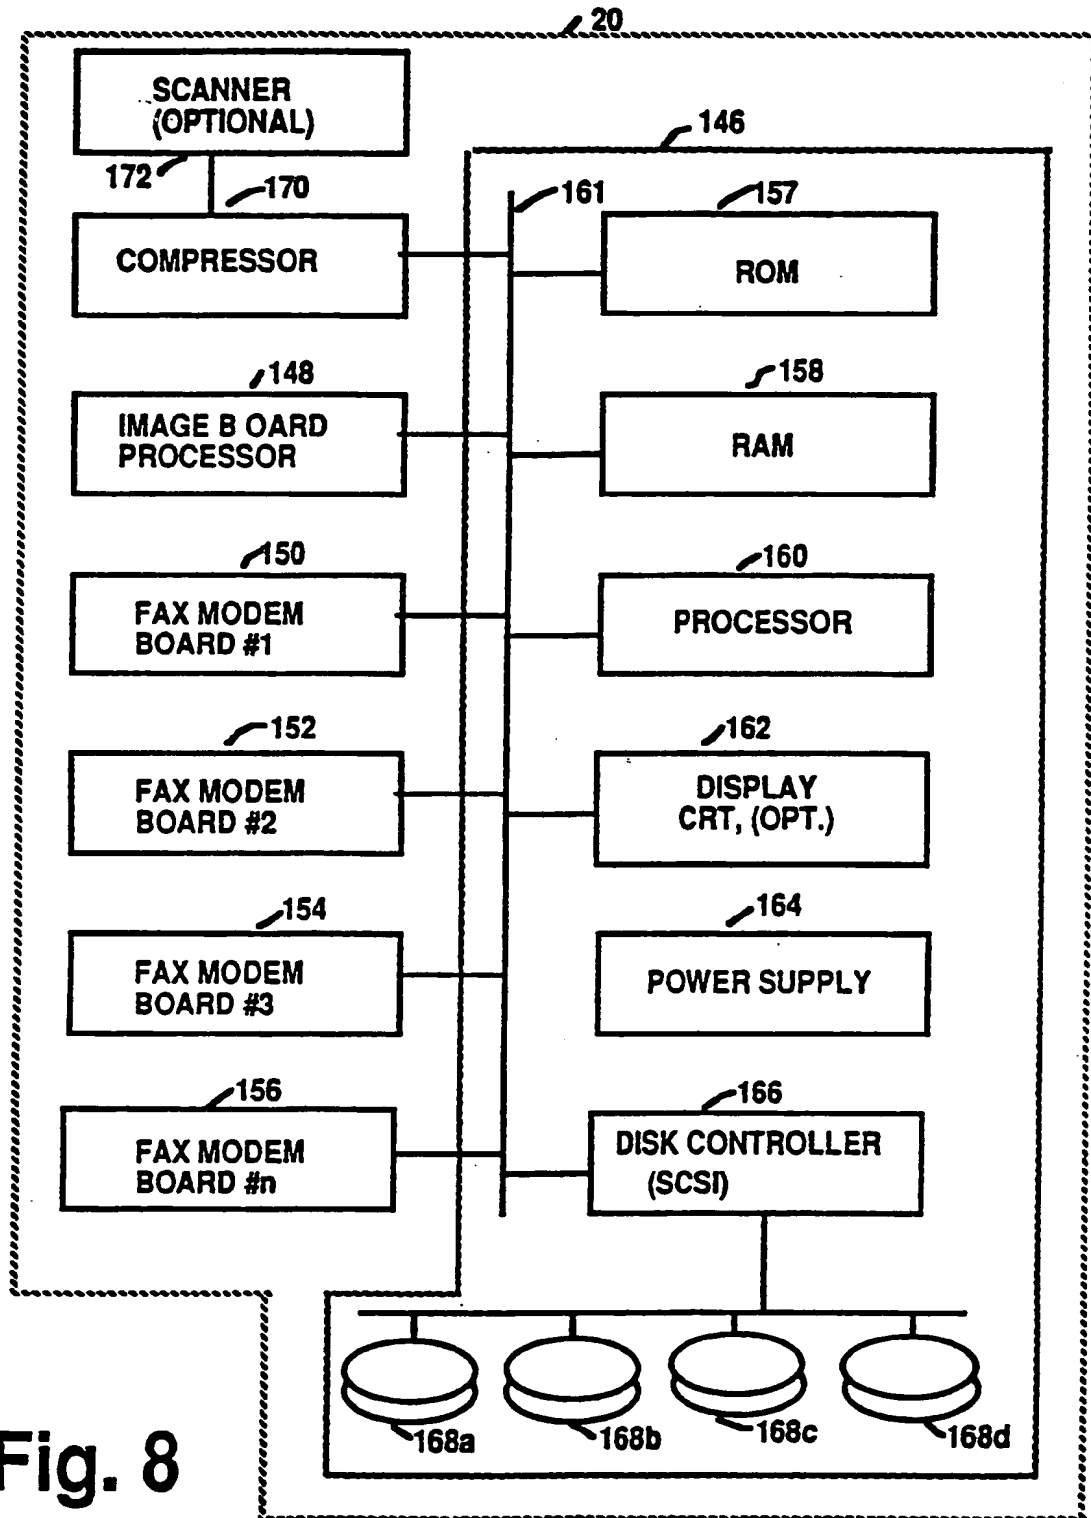 20
SCANNER
(OPTIONAL)
172
170
146
COMPRESSOR
161
157
ROM
148
IMAGE B OARD
PROCESSOR
158
RAM
150
FAX MODEM
BOARD #1
160
PROCESSOR
152
FAX MODEM
BOARD #2
162
DISPLAY
CRT, (OPT.)
154
FAX MODEM
BOARD #3
164
POWER SUPPLY
156
FAX MODEM
BOARD #n
166
DISK CONTROLLER
(SCSI)
168a
168b
168c
168d
Fig. 8